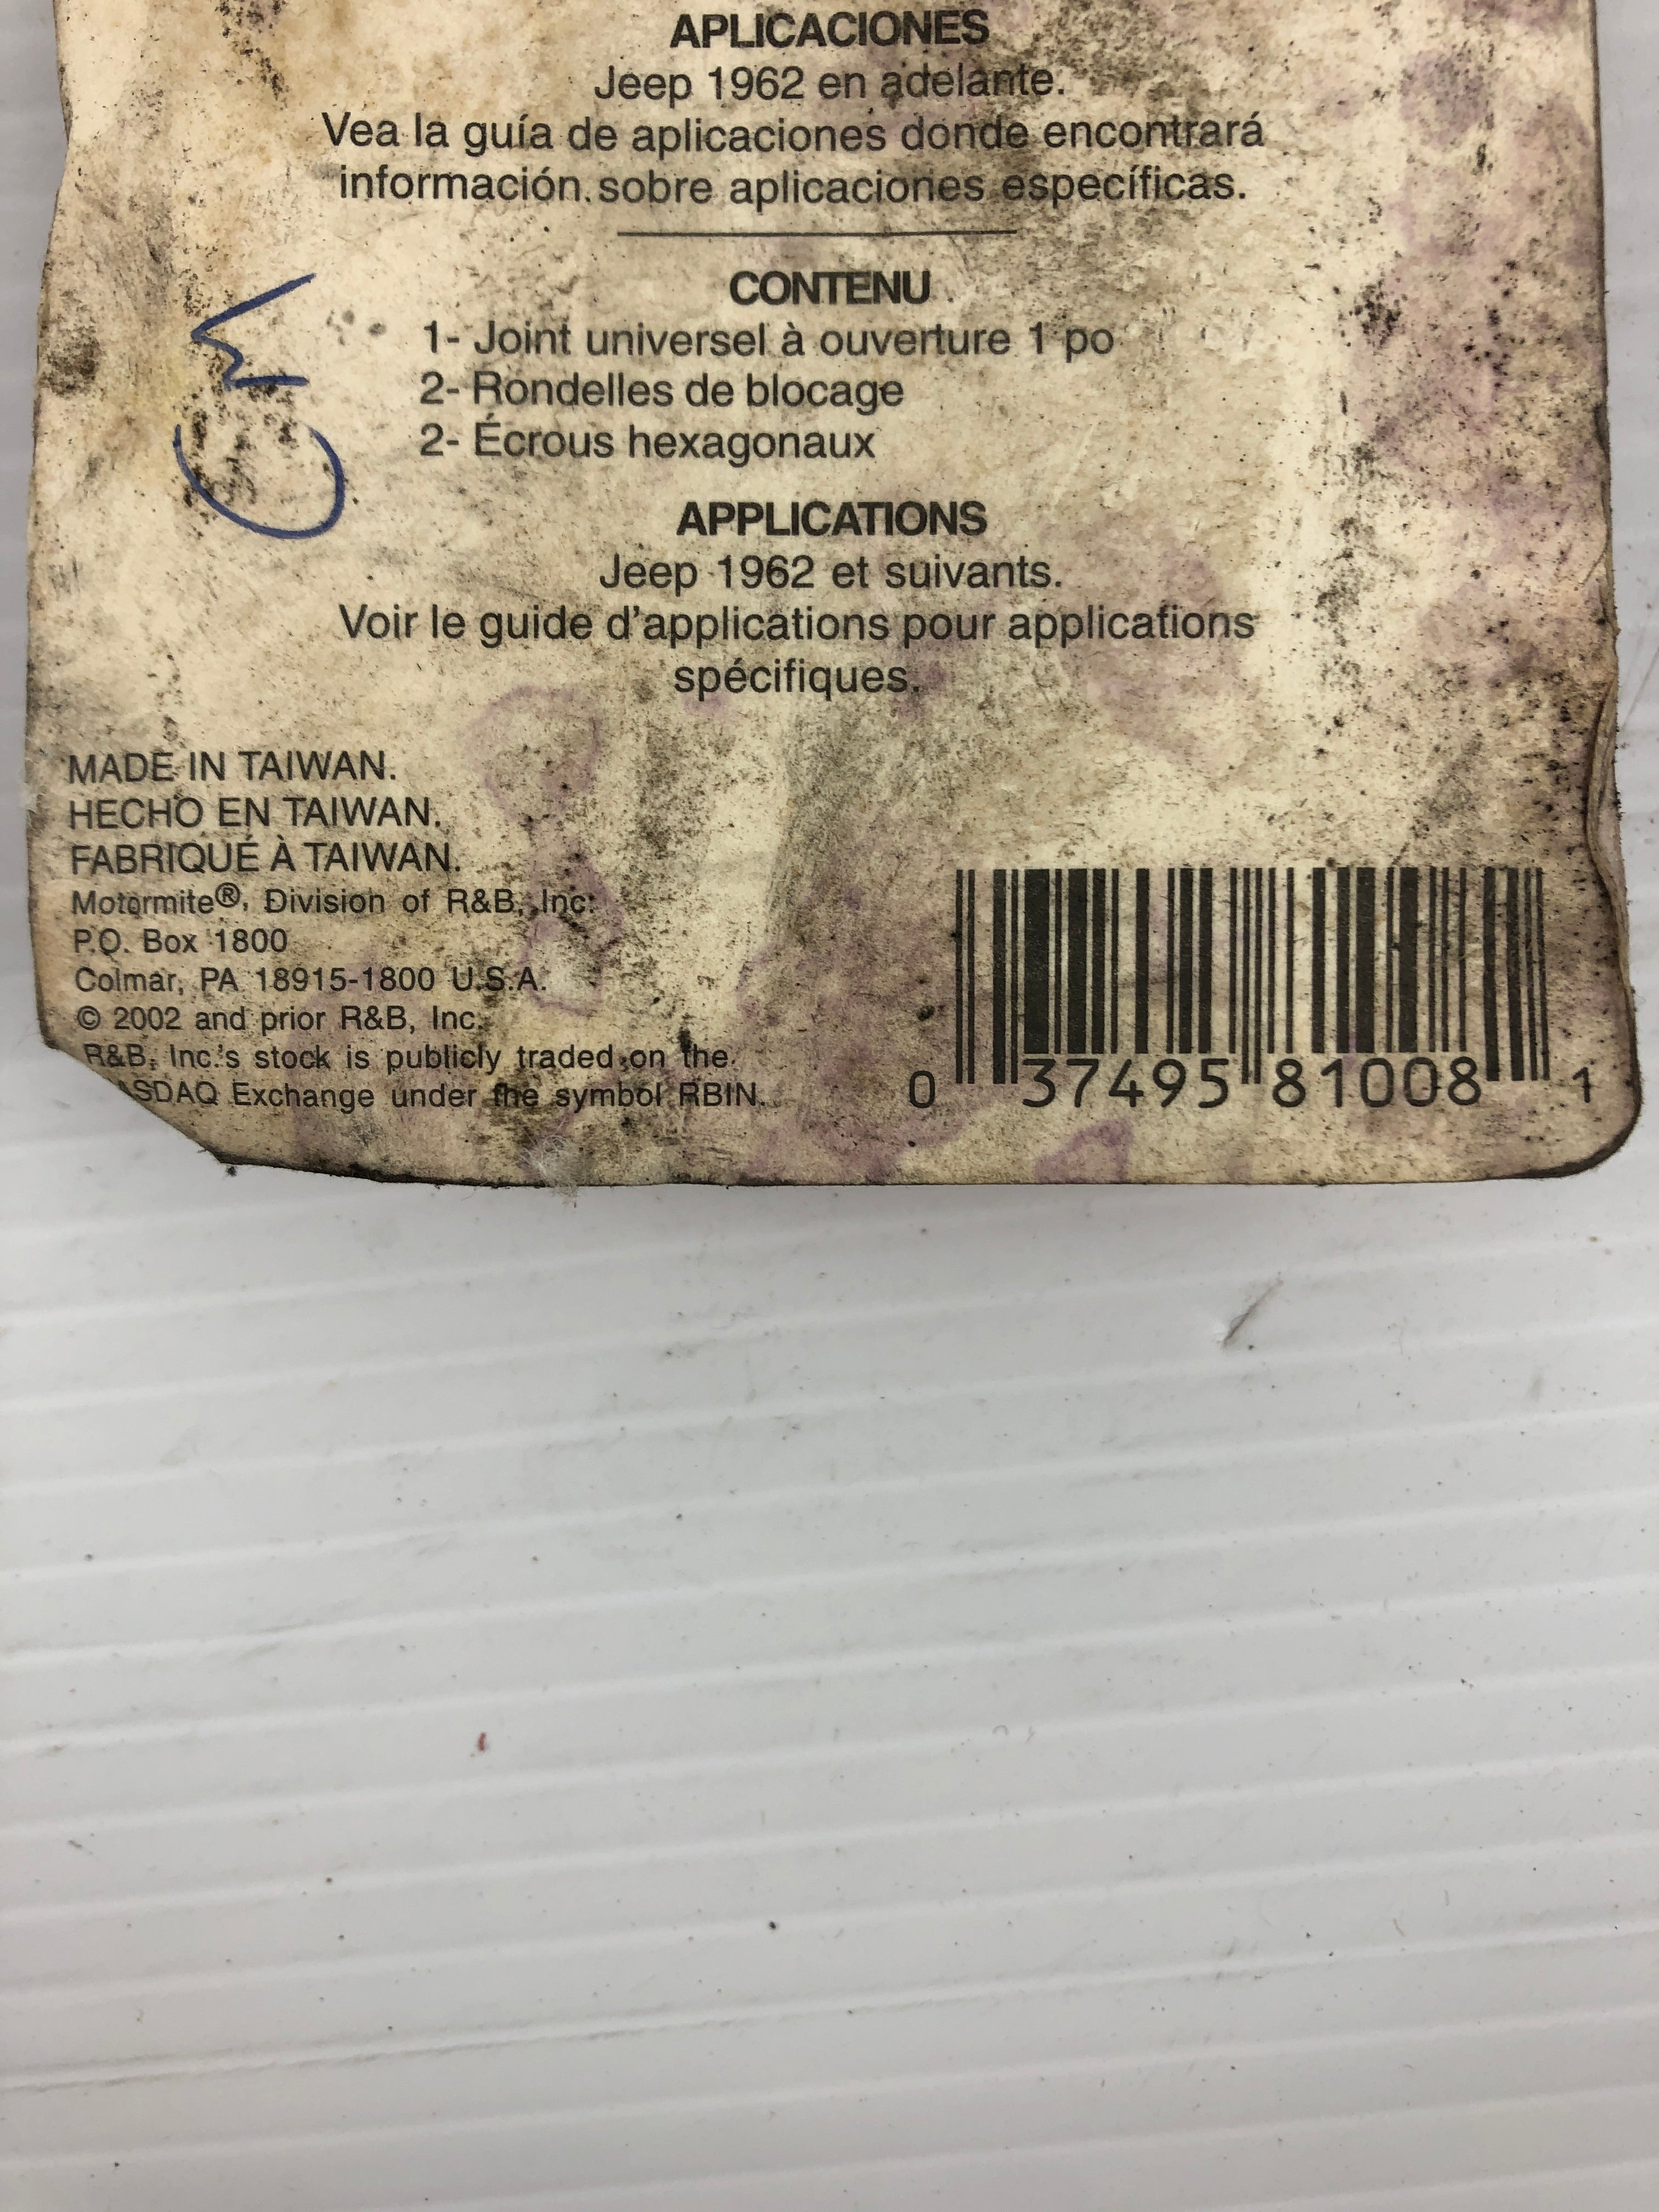 APLICACIONES
Jeep 1962 en adelante.
Vea la guía de aplicaciones donde encontrará
información sobre aplicaciones específicas.
CONTENU
1- Joint universel à ouverture 1 po
2- Rondelles de blocage
2- Écrous hexagonaux
APPLICATIONS
Jeep 1962 et suivants.
Voir le guide d'applications pour applications
spécifiques.
MADE IN TAIWAN.
HECHO EN TAIWAN.
FABRIQUÉ À TAIWAN.
Motormite®, Division of R&B, Inc.
P.O. Box 1800
Colmar, PA 18915-1800 U.S.A.
© 2002 and prior R&B, Inc.
R&B, Inc.'s stock is publicly traded on the
ASDAQ Exchange under the symbol RBIN.
0 37495 81008 1